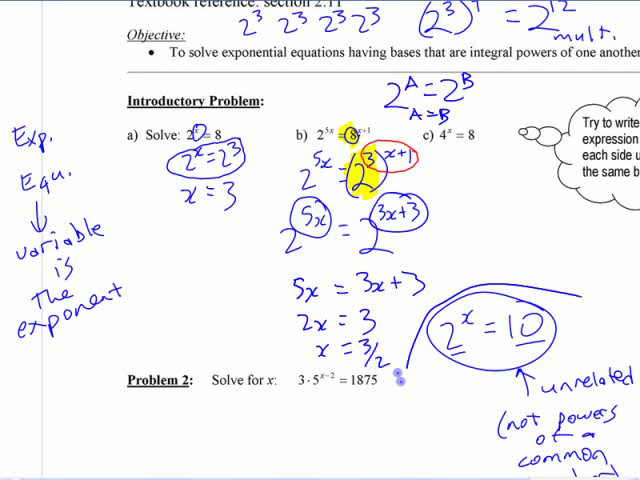 Textbook reference: section 2.11
2³ 2³ 2³ 2³ (2³)⁴ = 2¹² mult.
Objective:
• To solve exponential equations having bases that are integral powers of one another
2^A = 2^B
A = B
Introductory Problem:
a) Solve: 2^x = 8 b) 2^{5x} = 8^{x+1} c) 4^x = 8
Try to write
expression
each side u
the same b
2^x = 2³
x = 3
2^{5x} = (2³)^{x+1}
2^{5x} = 2^{3x+3}
5x = 3x+3
2x = 3
x = 3/2
Exp.
Equ.
variable
is
the
exponent
2^x = 10
unrelated
(not powers
of a
common
Problem 2: Solve for x: 3 · 5^{x−2} = 1875